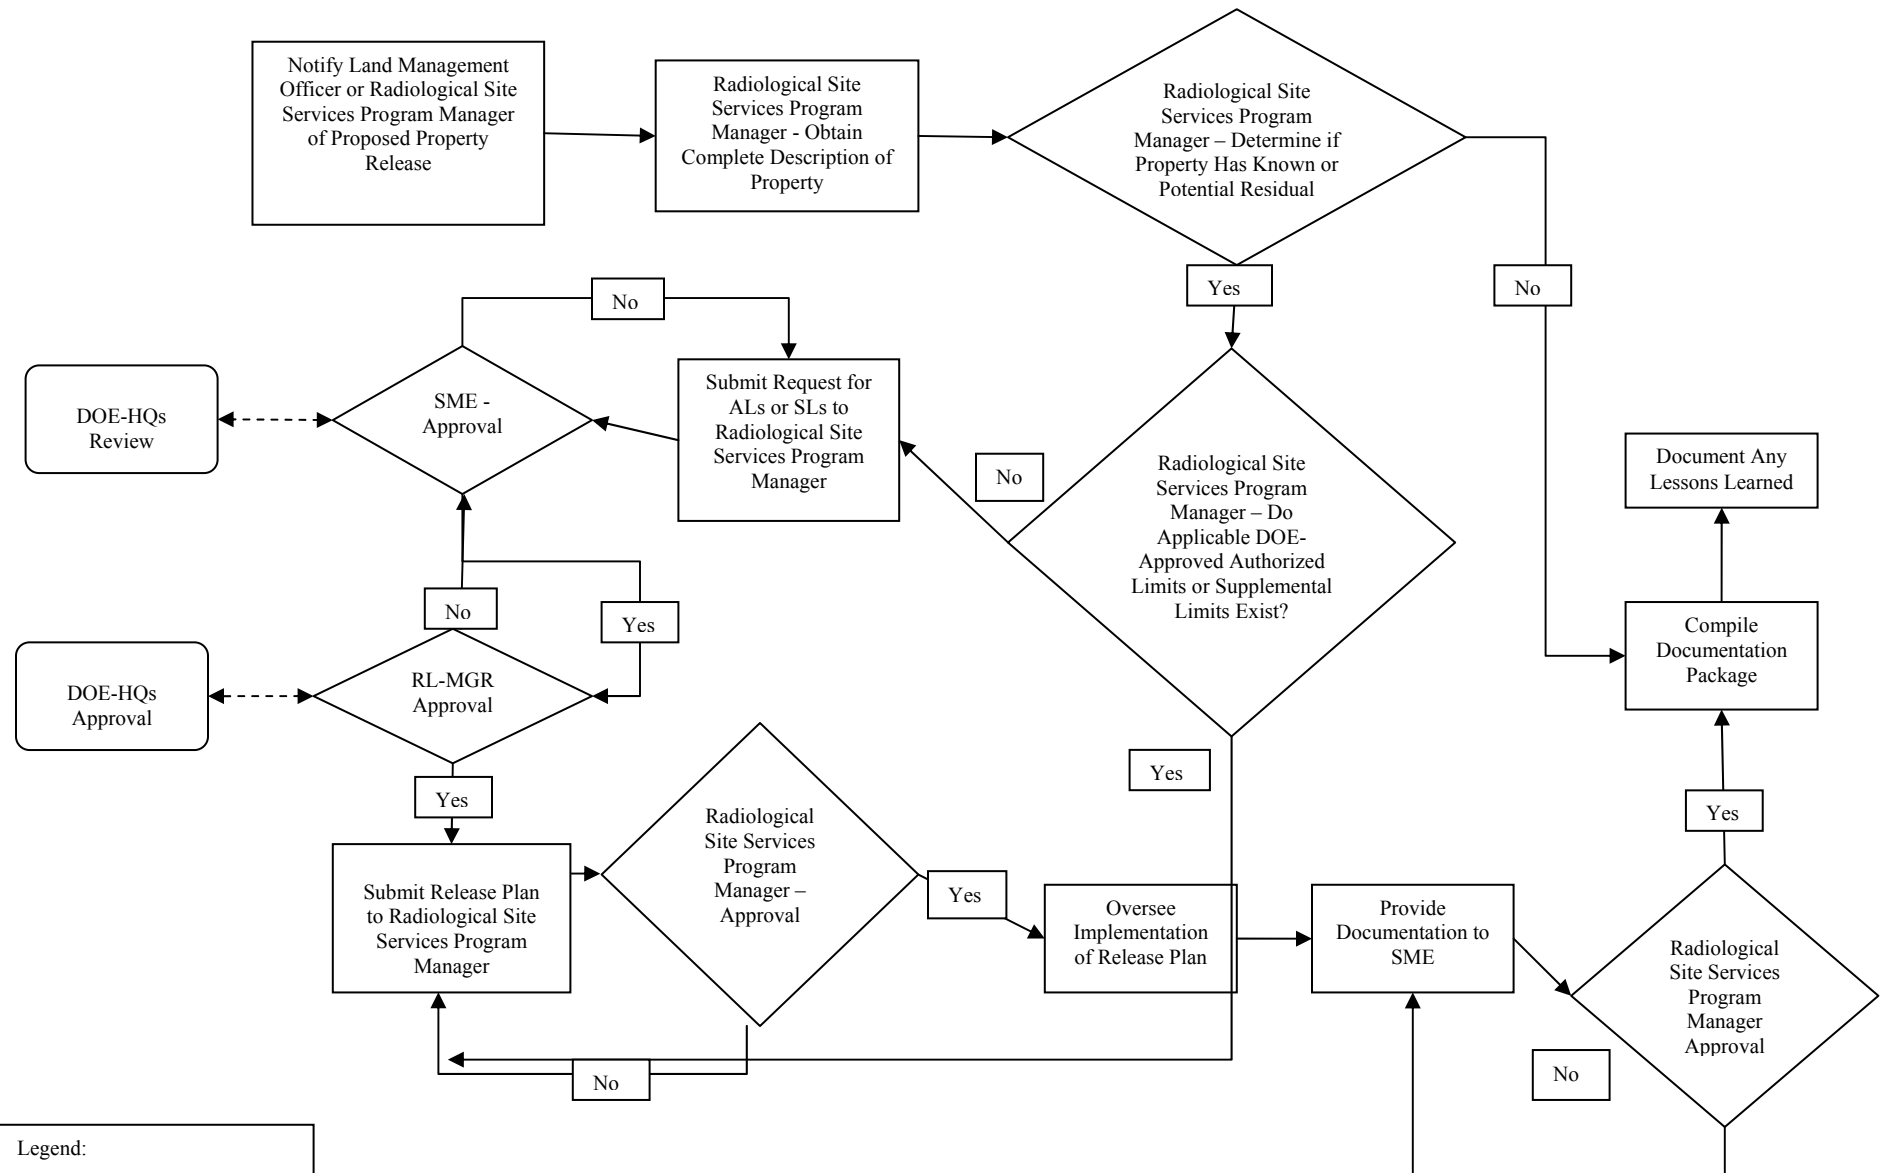 Notify Land Management
Officer or Radiological Site
Services Program Manager
of Proposed Property
Release
Radiological Site
Services Program
Manager - Obtain
Complete Description of
Property
Radiological Site
Services Program
Manager – Determine if
Property Has Known or
Potential Residual
Yes
No
No
DOE-HQs
Review
SME -
Approval
Submit Request for
ALs or SLs to
Radiological Site
Services Program
Manager
No
Radiological Site
Services Program
Manager – Do
Applicable DOE-
Approved Authorized
Limits or Supplemental
Limits Exist?
Document Any
Lessons Learned
No
Yes
Compile
Documentation
Package
DOE-HQs
Approval
RL-MGR
Approval
Yes
Yes
Yes
Submit Release Plan
to Radiological Site
Services Program
Manager
Radiological
Site Services
Program
Manager –
Approval
Yes
Oversee
Implementation
of Release Plan
Provide
Documentation to
SME
Radiological
Site Services
Program
Manager
Approval
No
No
Legend: